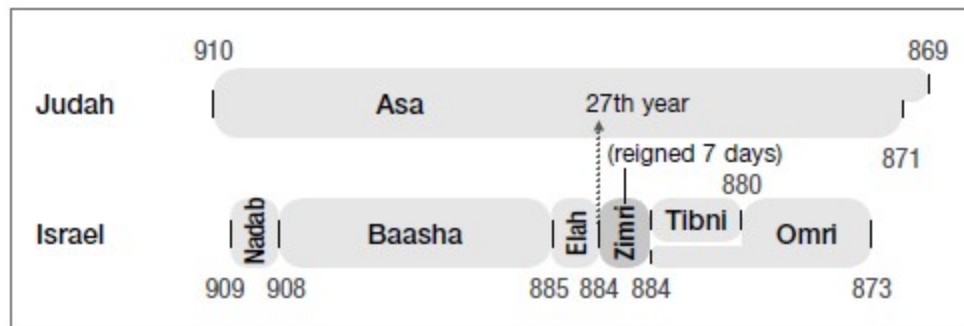 910 869
Judah Asa 27th year
(reigned 7 days) 871
880
Israel Nadab Baasha Elah Zimri Tibni Omri
909 908 885 884 884 873